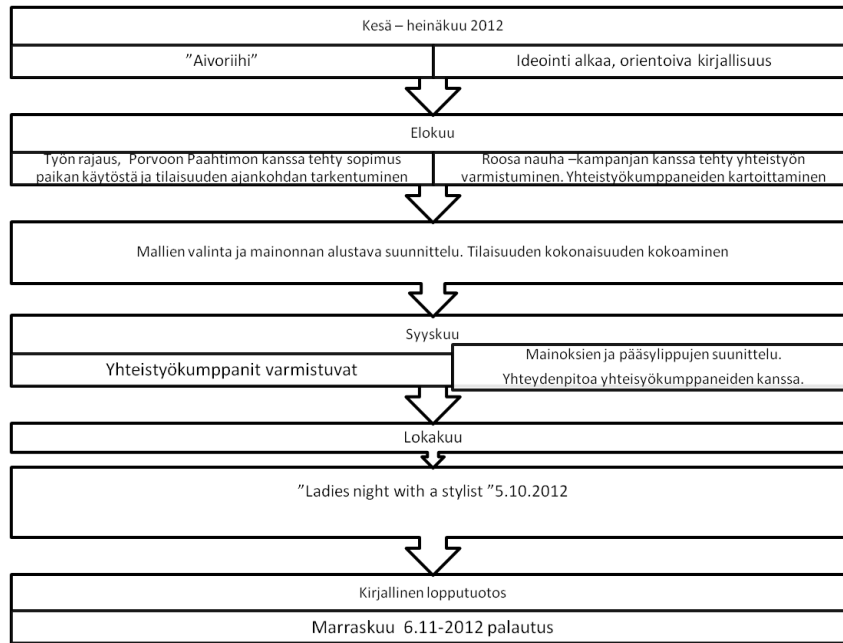 Kesä – heinäkuu 2012
”Aivoriihi”
Ideointi alkaa, orientoiva kirjallisuus
Elokuu
Työn rajaus, Porvoon Paahtimon kanssa tehty sopimus
paikan käytöstä ja tilaisuuden ajankohdan tarkentuminen
Roosa nauha –kampanjan kanssa tehty yhteistyön
varmistuminen. Yhteistyökumppaneiden kartoittaminen
Mallien valinta ja mainonnan alustava suunnittelu. Tilaisuuden kokonaisuuden kokoaminen
Syyskuu
Yhteistyökumppanit varmistuvat
Mainoksien ja pääsylippujen suunittelu.
Yhteydenpitoa yhteisyökumppaneiden kanssa.
Lokakuu
”Ladies night with a stylist ”5.10.2012
Kirjallinen lopputuotos
Marraskuu 6.11-2012 palautus